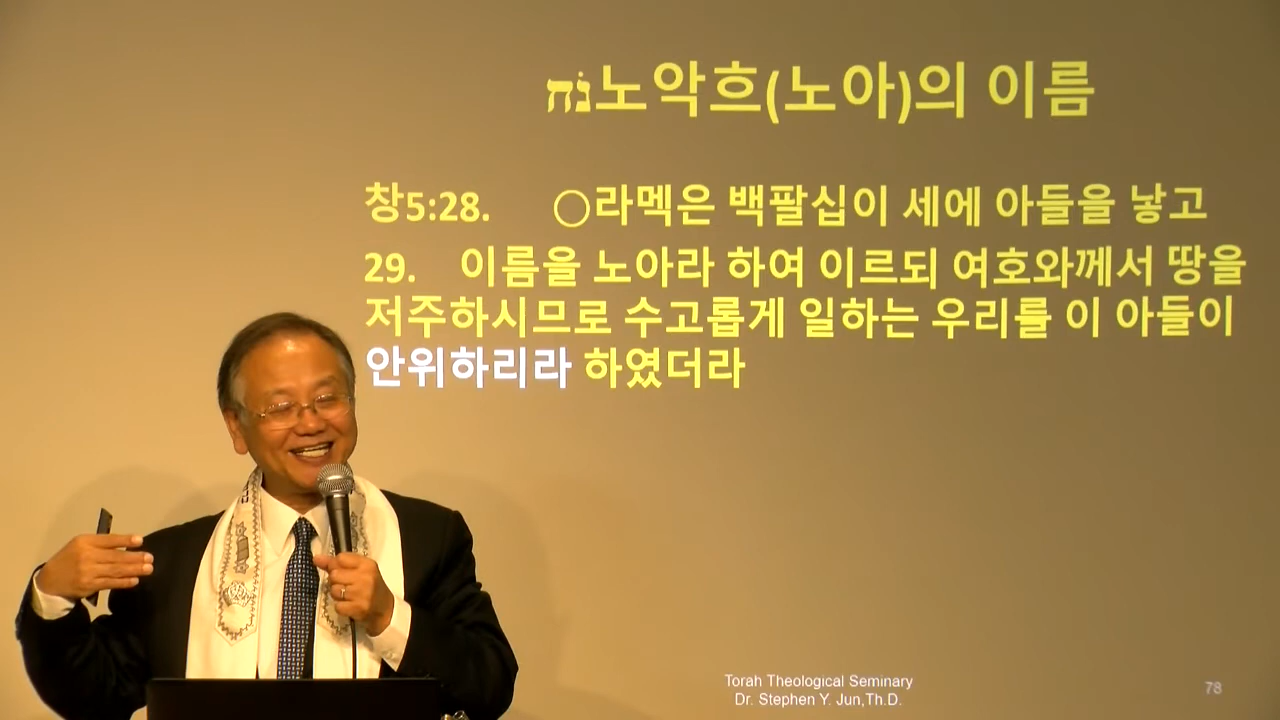 נֹח노악흐(노아)의 이름
창5:28. ○라멕은 백팔십이 세에 아들을 낳고
29. 이름을 노아라 하여 이르되 여호와께서 땅을
저주하시므로 수고롭게 일하는 우리를 이 아들이
안위하리라 하였더라
Torah Theological Seminary
Dr. Stephen Y. Jun,Th.D.
78